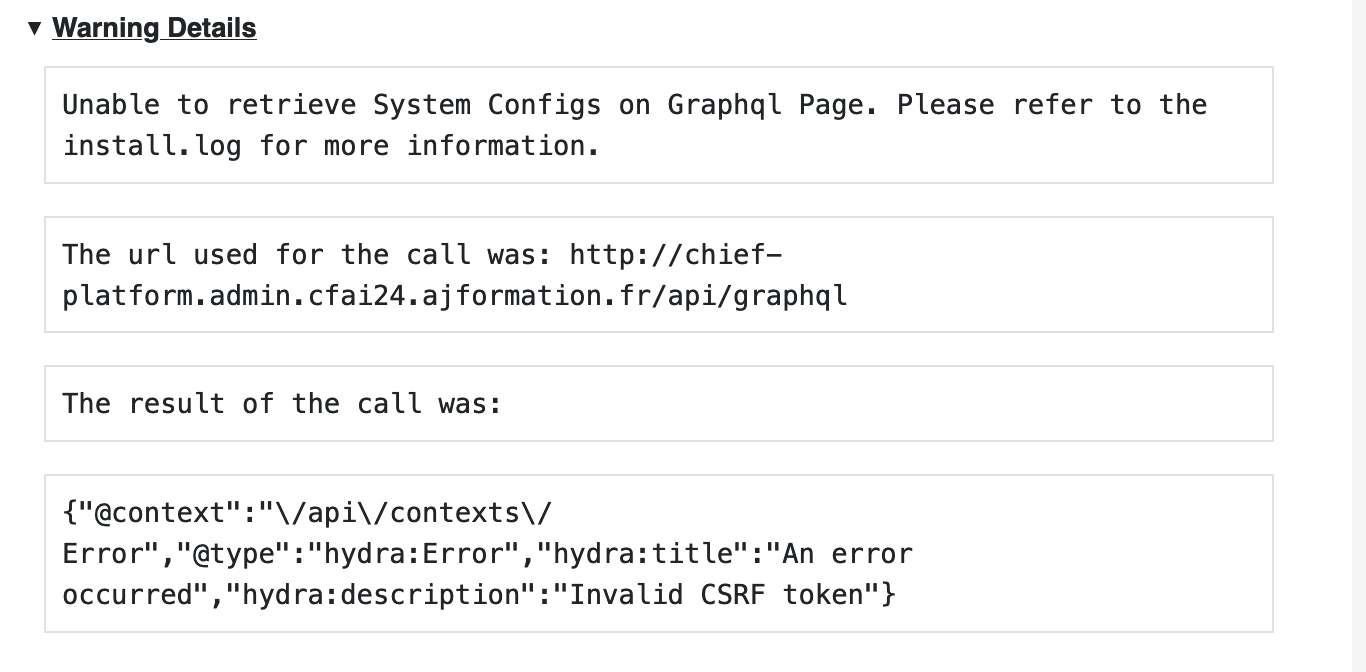 ▼ Warning Details
Unable to retrieve System Configs on Graphql Page. Please refer to the
install.log for more information.
The url used for the call was: http://chief-
platform.admin.cfai24.ajformation.fr/api/graphql
The result of the call was:
{"@context":"\/api\/contexts\/
Error","@type":"hydra:Error","hydra:title":"An error
occurred","hydra:description":"Invalid CSRF token"}